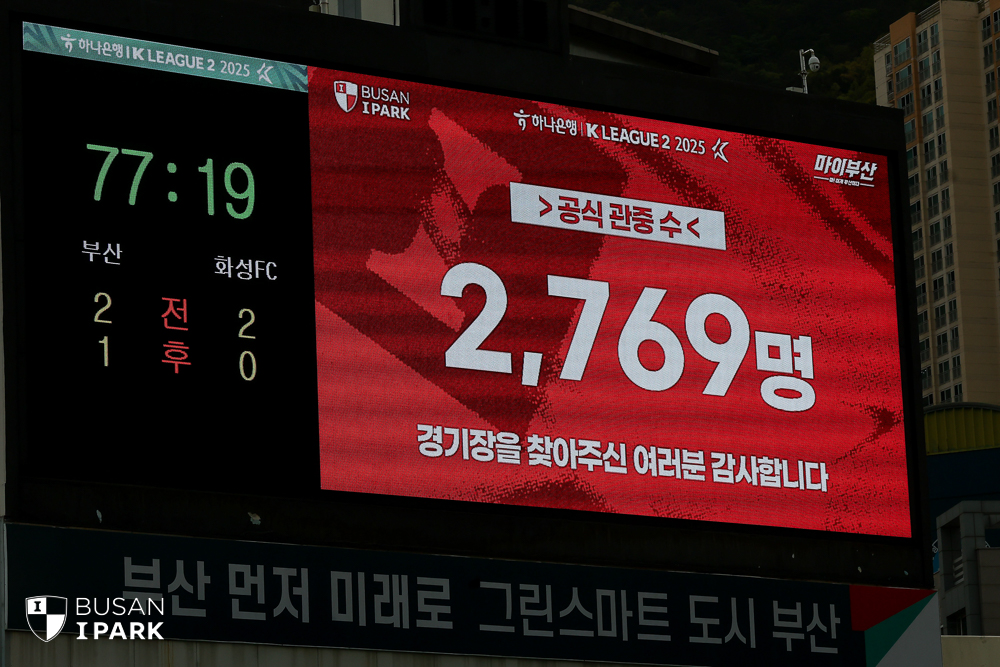 하나은행 K LEAGUE 2 2025
77:19
부산 화성FC
2 전 2
1 후 0
BUSAN
I PARK
하나은행 K LEAGUE 2 2025
마이부산
>공식 관중 수<
2,769명
경기장을 찾아주신 여러분 감사합니다
부산 먼저 미래로 그린스마트 도시 부산
BUSAN
I PARK